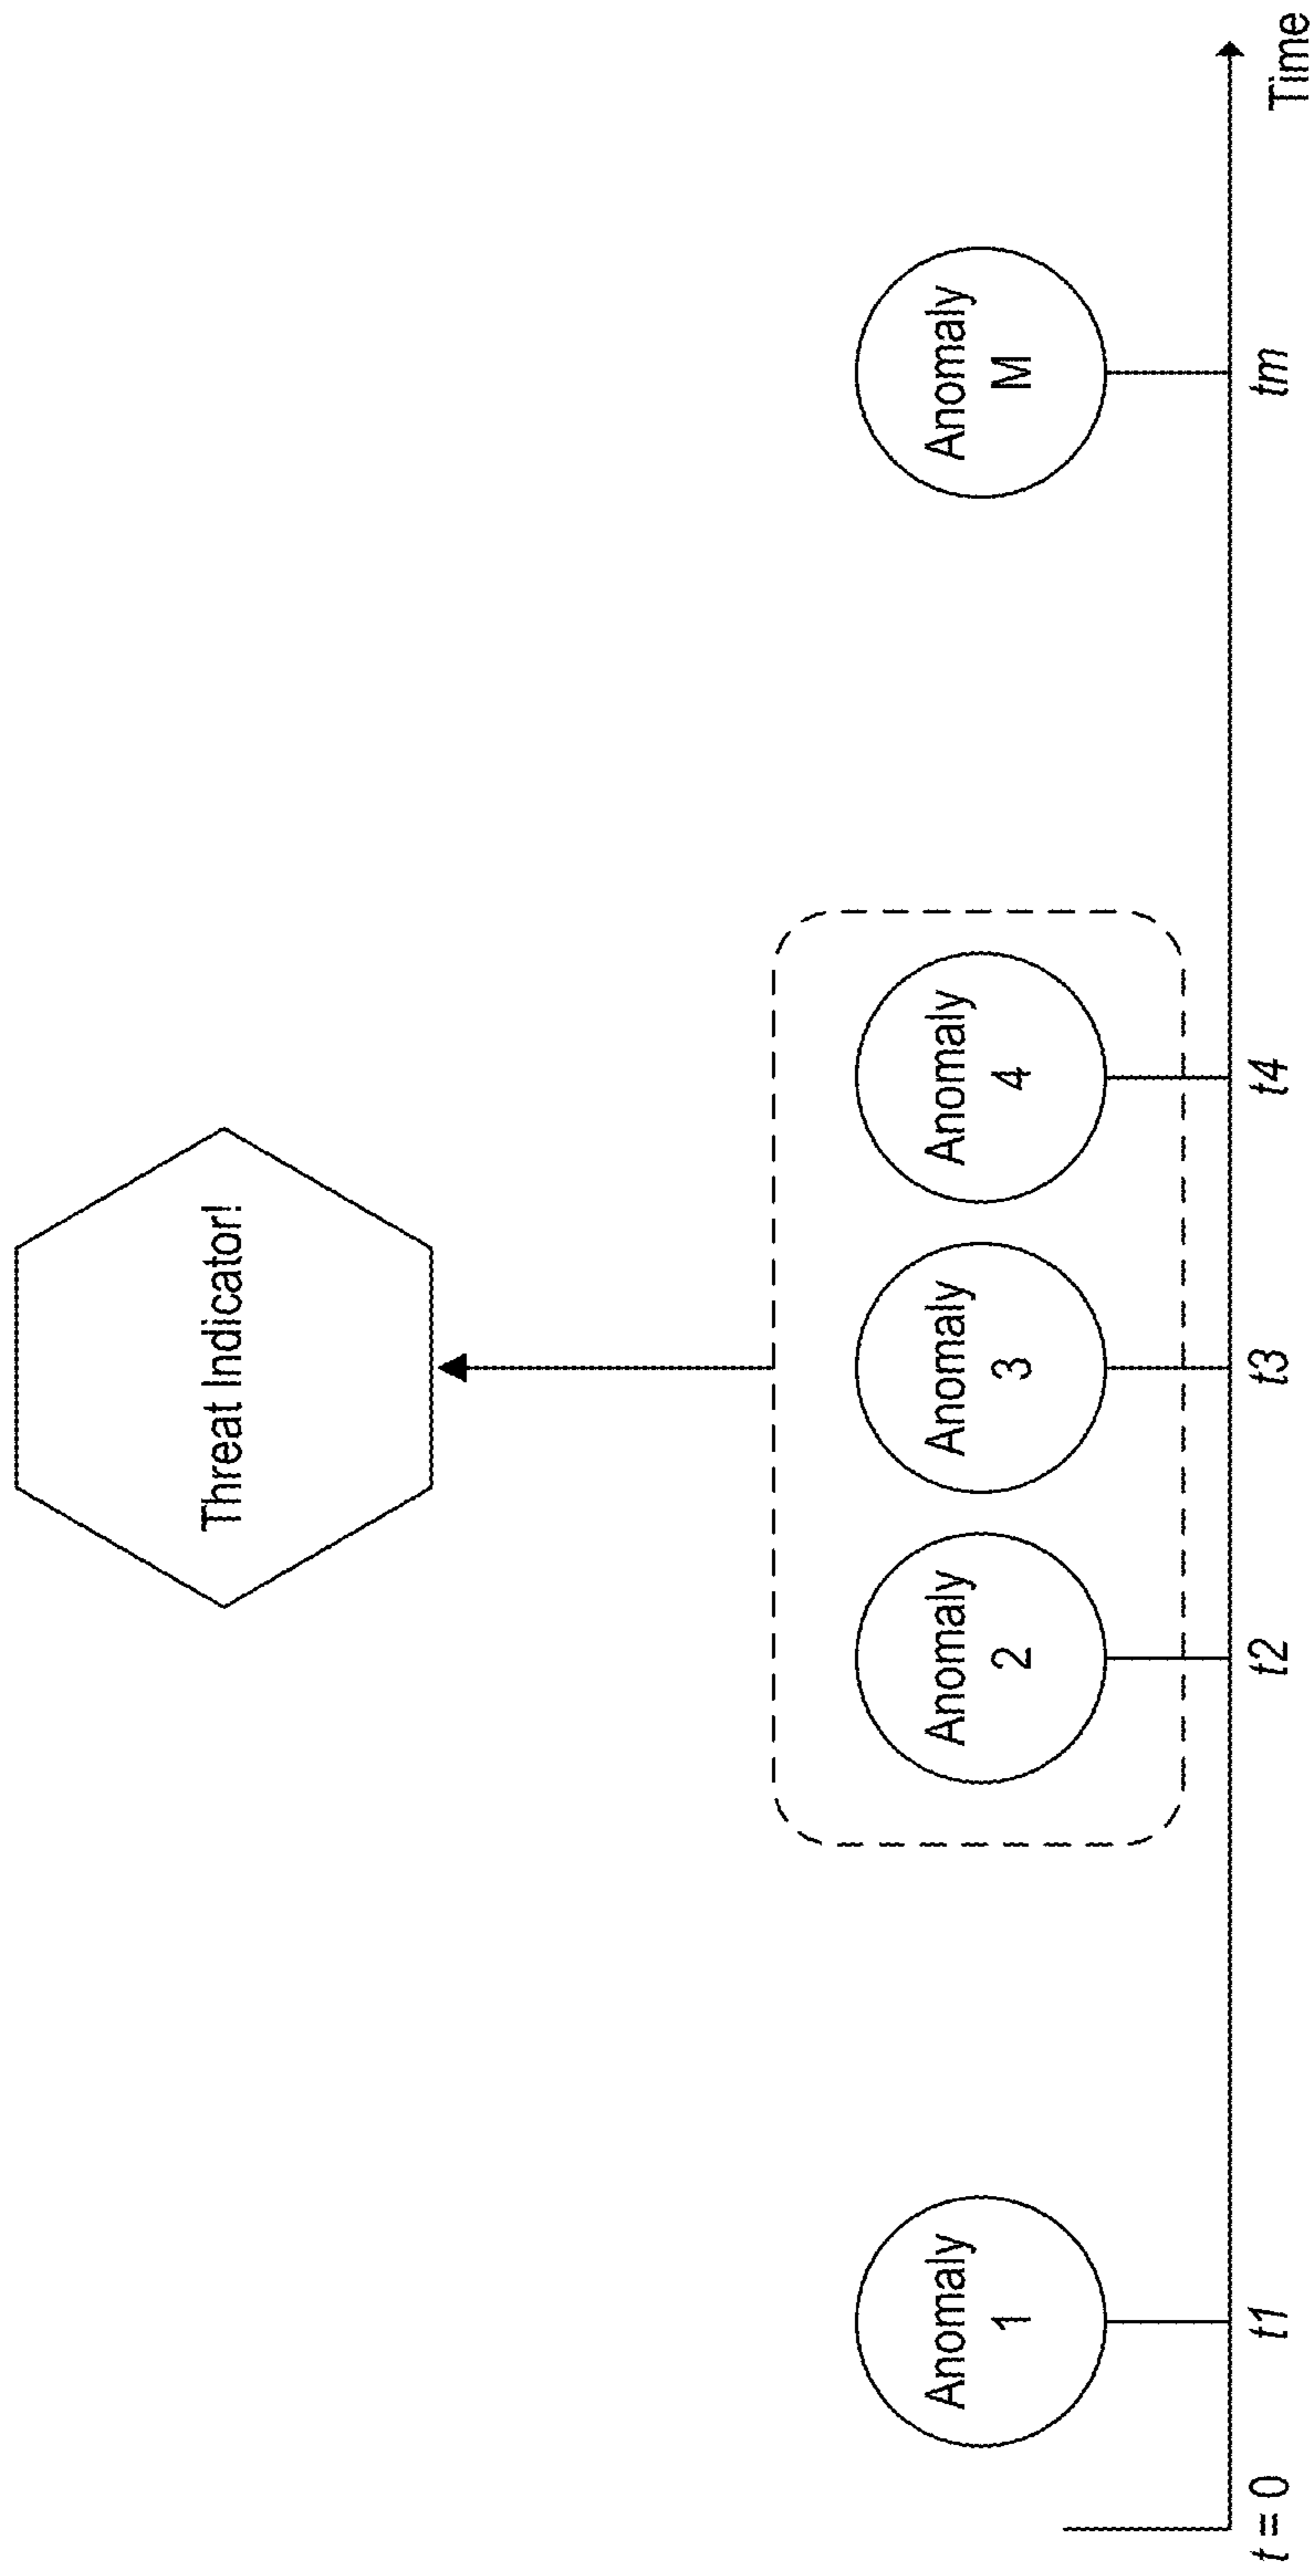 Threat Indicator!
Anomaly
1
Anomaly
2
Anomaly
3
Anomaly
4
Anomaly
M
t = 0
t1
t2
t3
t4
tm
Time